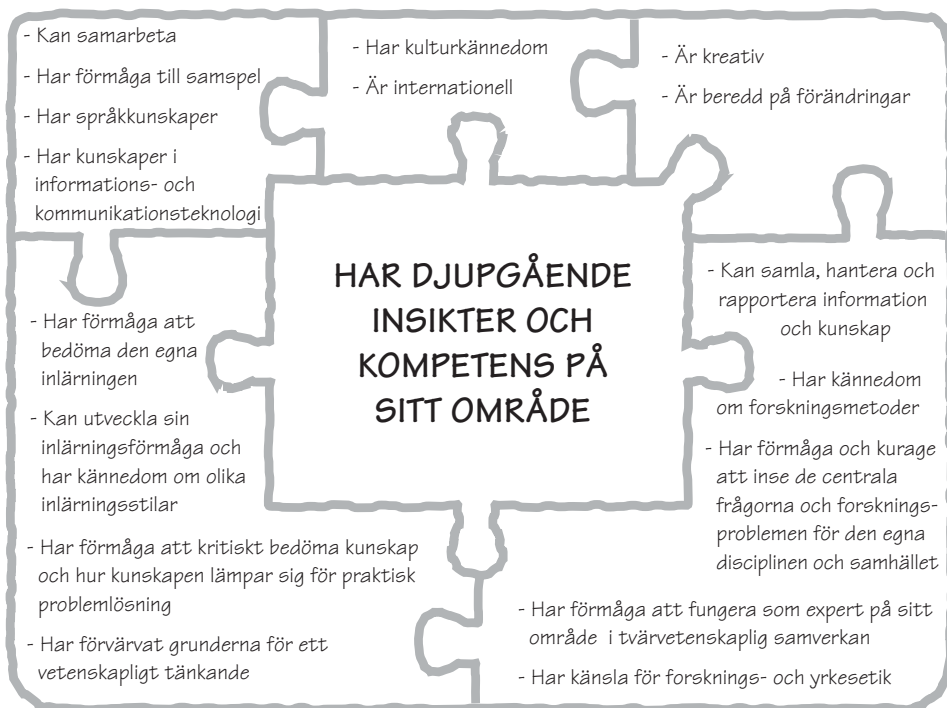 - Kan samarbeta
- Har förmåga till samspel
- Har språkkunskaper
- Har kunskaper i
informations- och
kommunikationsteknologi
- Har kulturkännedom
- Är internationell
- Är kreativ
- Är beredd på förändringar
HAR DJUPGÅENDE
INSIKTER OCH
KOMPETENS PÅ
SITT OMRÅDE
- Har förmåga att
bedöma den egna
inlärningen
- Kan utveckla sin
inlärningsförmåga och
har kännedom om olika
inlärningsstilar
- Har förmåga att kritiskt bedöma kunskap
och hur kunskapen lämpar sig för praktisk
problemlösning
- Har förvärvat grunderna för ett
vetenskapligt tänkande
- Kan samla, hantera och
rapportera information
och kunskap
- Har kännedom
om forskningsmetoder
- Har förmåga och kurage
att inse de centrala
frågorna och forsknings-
problemen för den egna
disciplinen och samhället
- Har förmåga att fungera som expert på sitt
område i tvärvetenskaplig samverkan
- Har känsla för forsknings- och yrkesetik